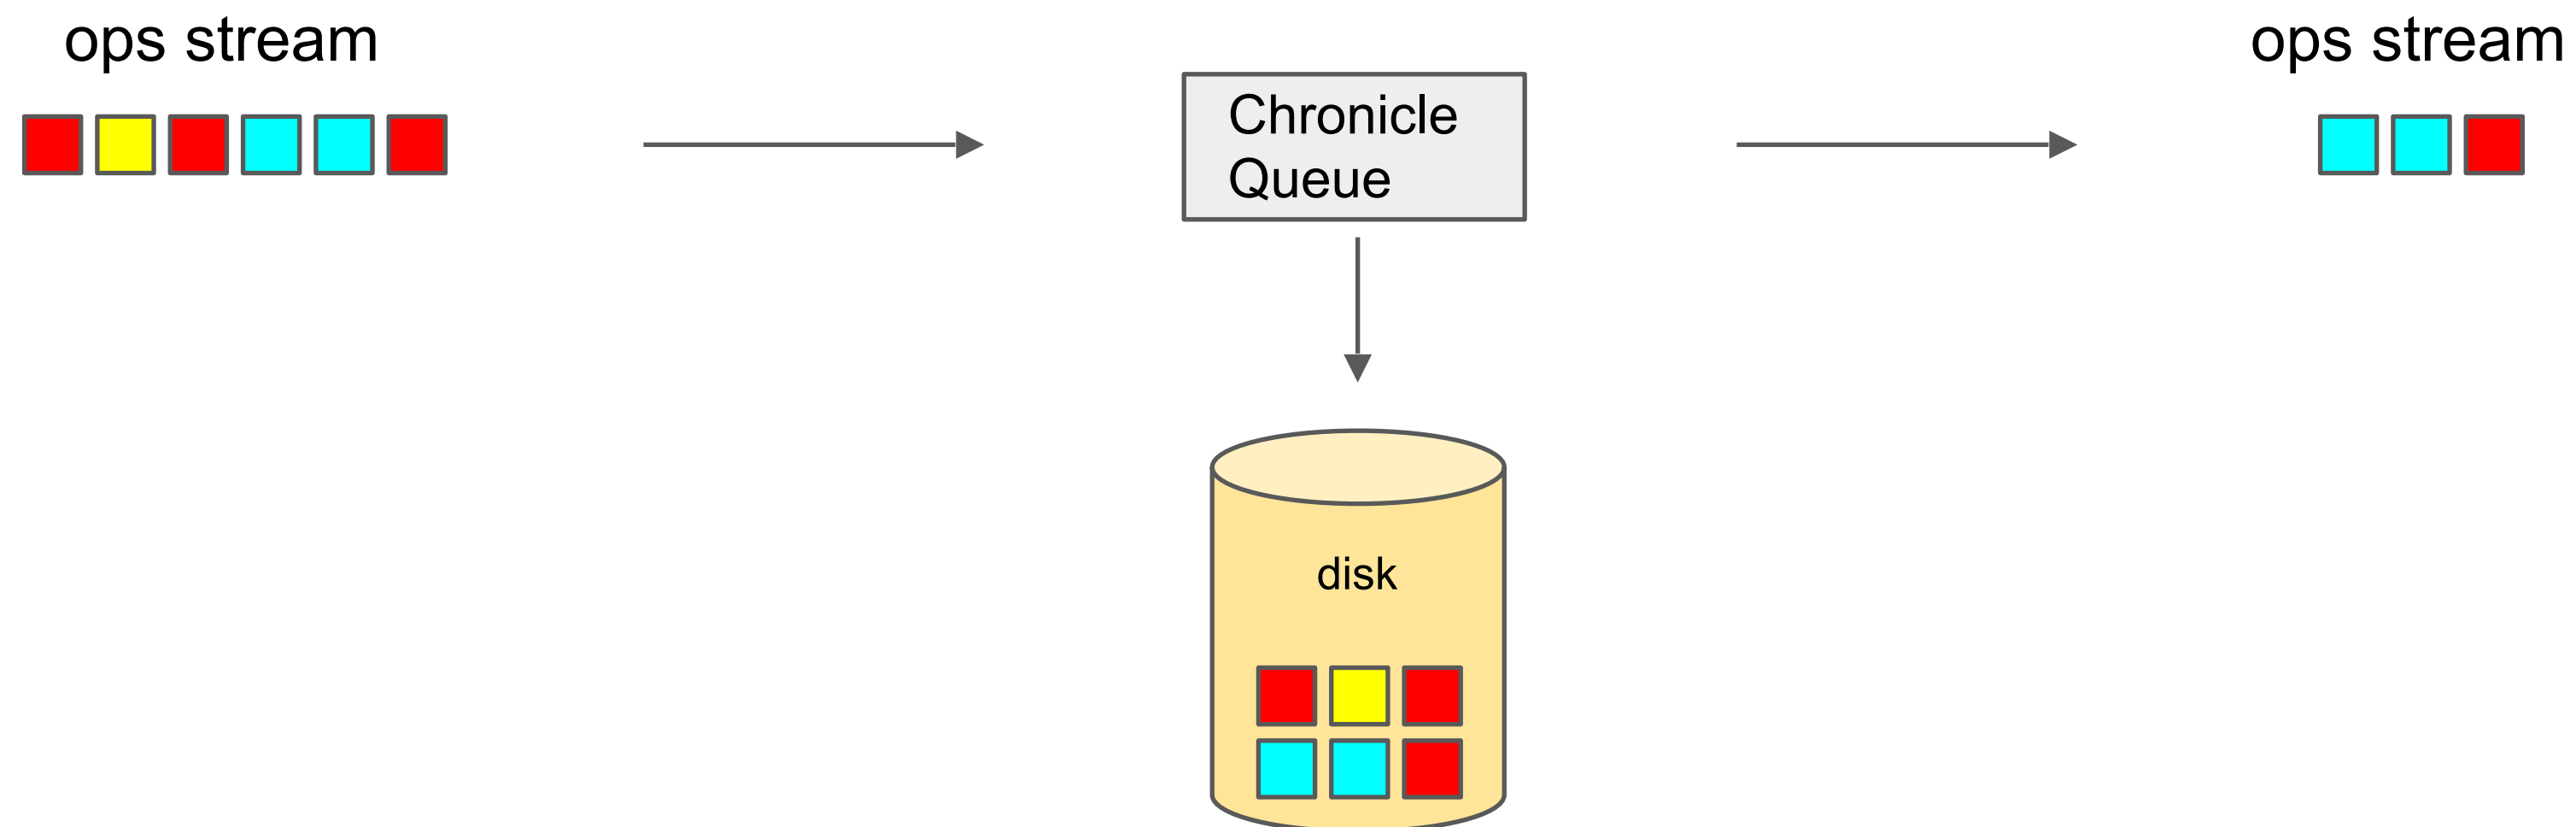 ops stream
ops stream
Chronicle
Queue
disk